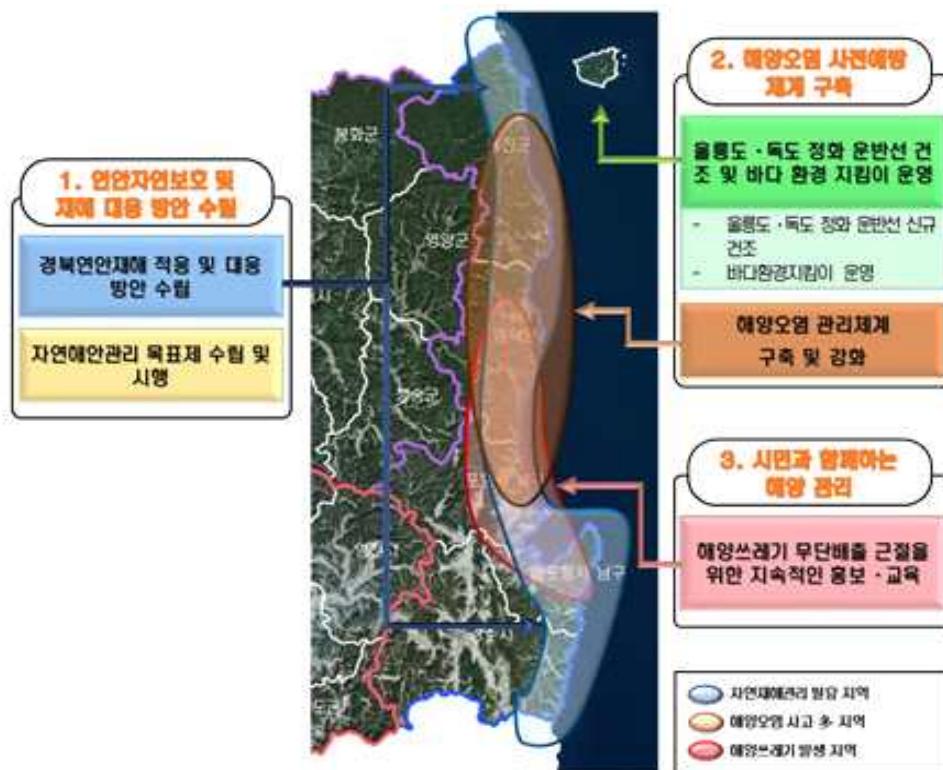 1. 연안자연보호 및
재해 대응 방안 수립
경북연안재해 적응 및 대응
방안 수립
자연해안관리 목표제 수립 및
시행
봉화군
영양군
2. 해양오염 사전예방
체계 구축
울릉도·독도 정화 운반선 건
조 및 바다 환경 지킴이 운영
- 울릉도·독도 정화 운반선 신규
건조
- 바다환경지킴이 운영
해양오염 관리체계
구축 및 강화
3. 시민과 함께하는
해양 관리
해양쓰레기 무단배출 근절을
위한 지속적인 홍보·교육
남구
자연재해관리 필요 지역
해양오염 사고 多 지역
해양쓰레기 발생 지역